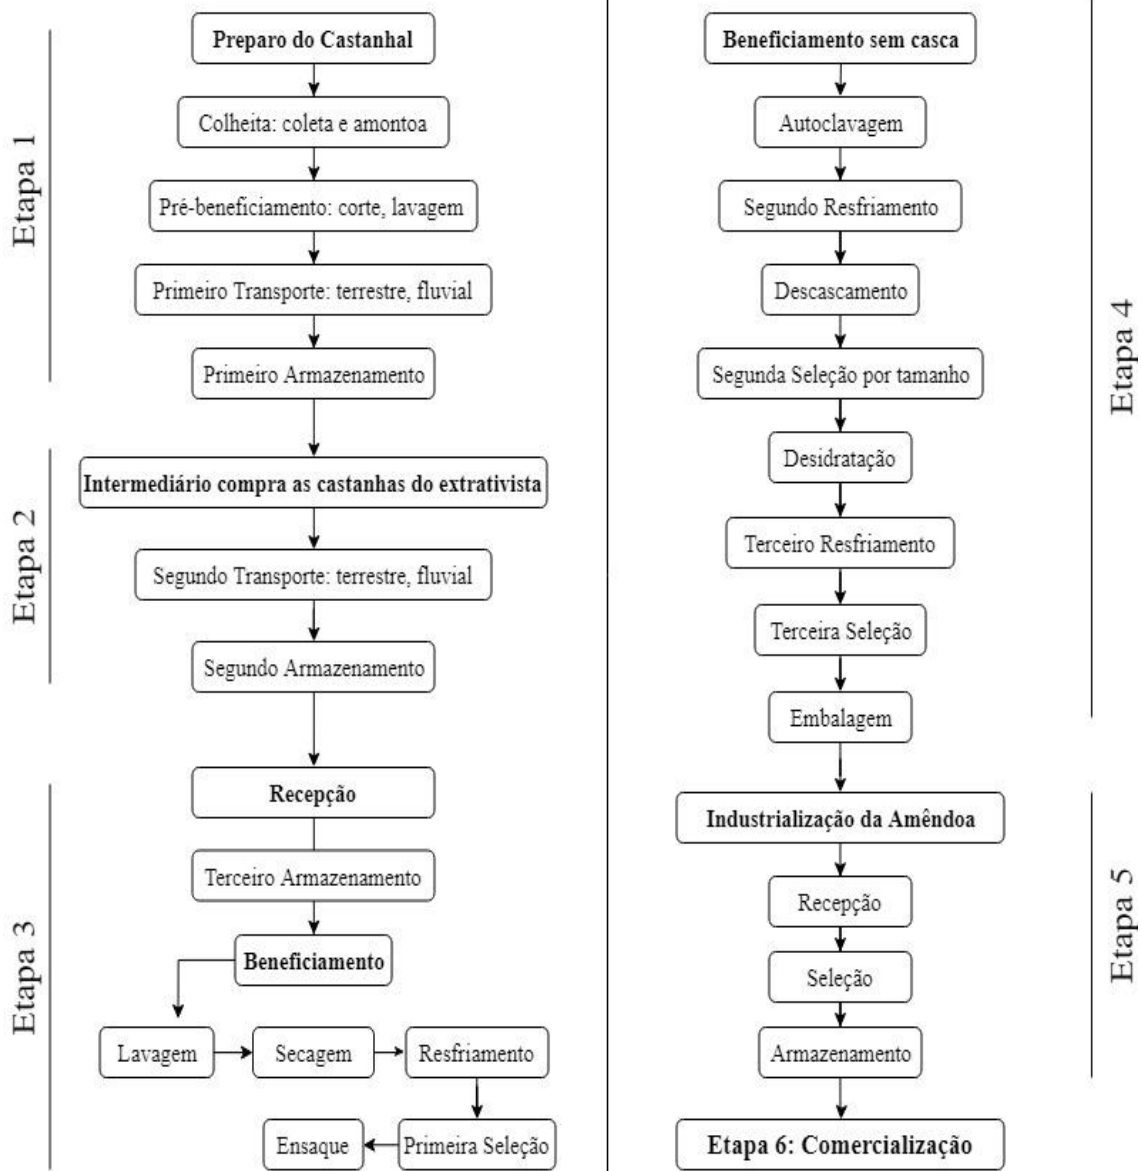 Etapa 1
Preparo do Castanhal
Colheita: coleta e amontoa
Pré-beneficiamento: corte, lavagem
Primeiro Transporte: terrestre, fluvial
Primeiro Armazenamento
Etapa 2
Intermediário compra as castanhas do extrativista
Segundo Transporte: terrestre, fluvial
Segundo Armazenamento
Etapa 3
Recepção
Terceiro Armazenamento
Beneficiamento
Lavagem
Secagem
Resfriamento
Primeira Seleção
Ensaque
Etapa 4
Beneficiamento sem casca
Autoclavagem
Segundo Resfriamento
Descascamento
Segunda Seleção por tamanho
Desidratação
Terceiro Resfriamento
Terceira Seleção
Embalagem
Etapa 5
Industrialização da Amêndoa
Recepção
Seleção
Armazenamento
Etapa 6: Comercialização